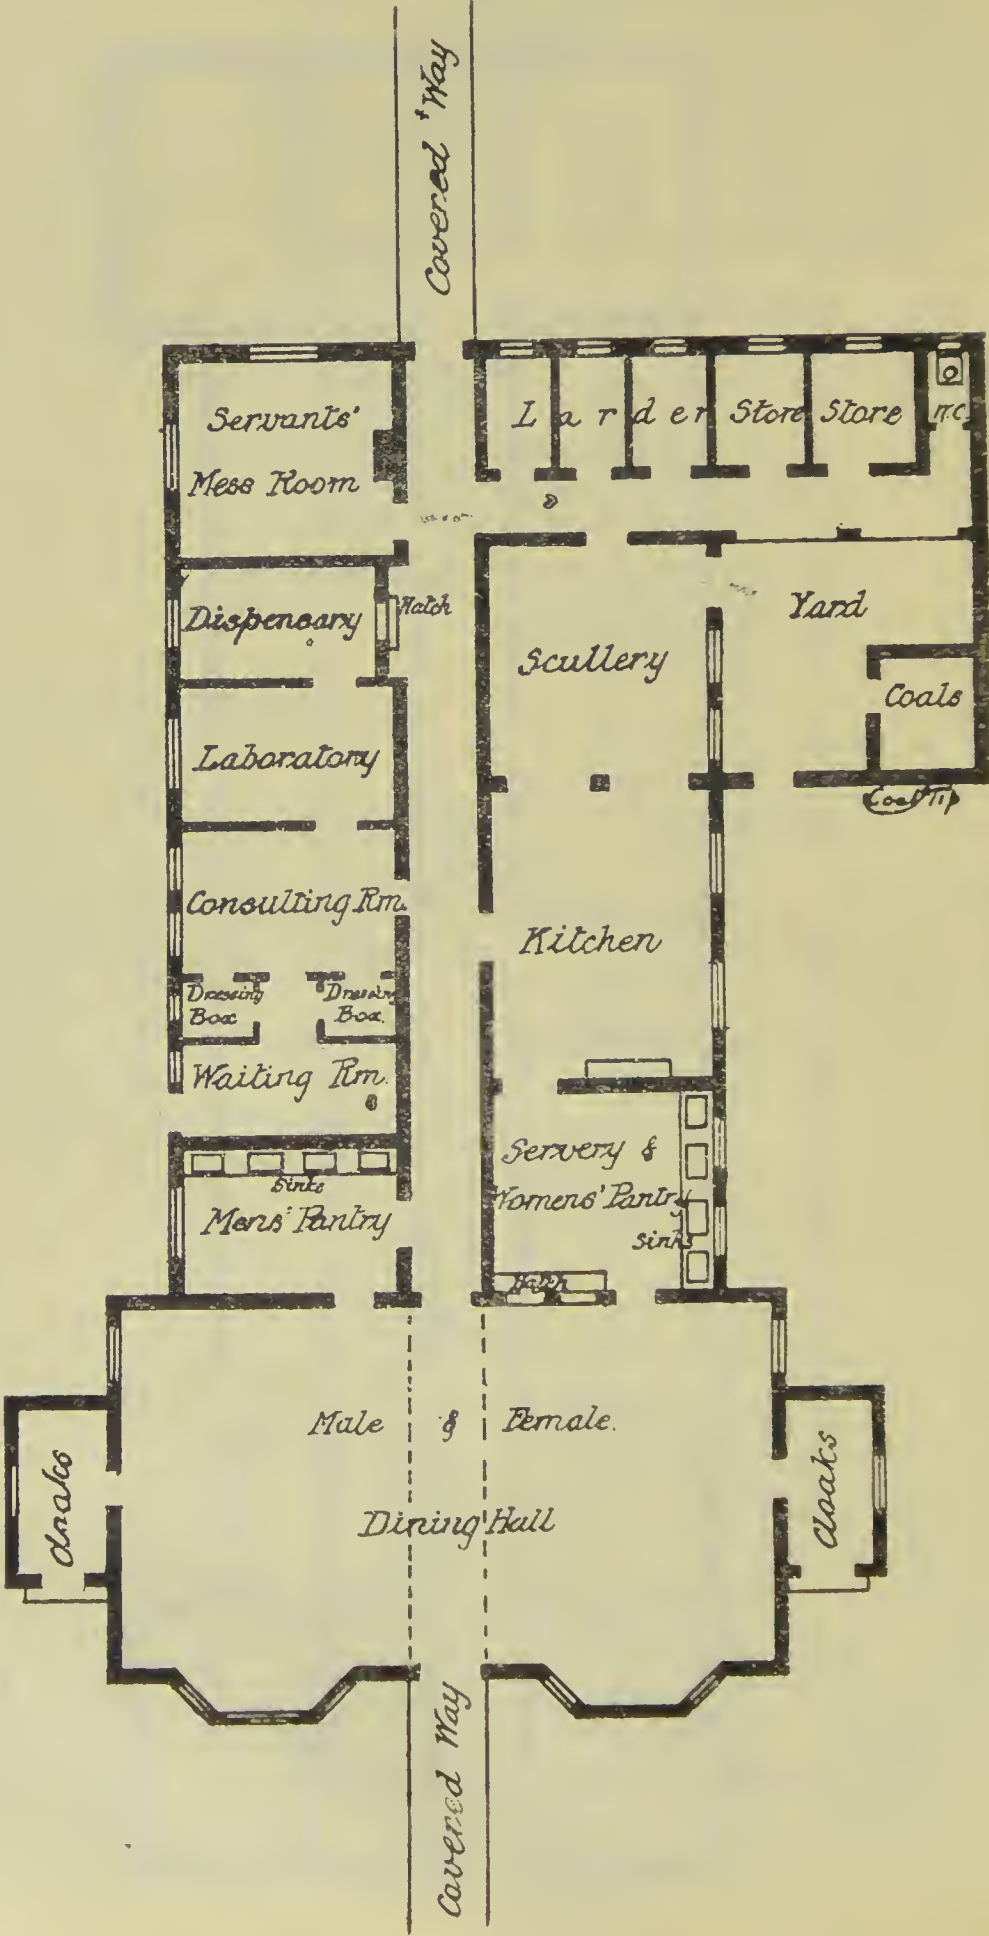 Covered Way
Servants'
Mess Room
Larder
Store
Store
W.C.
Dispensary
Hatch
Yard
Scullery
Coals
Laboratory
Coal Tip
Consulting Rm.
Kitchen
Dressing
Box
Dressing
Box.
Waiting Rm.
Servery &
Womens' Pantry
Sinks
Sinks
Mens' Pantry
Hatch
Male & Female.
Dining Hall
Cloaks
Cloaks
Covered Way